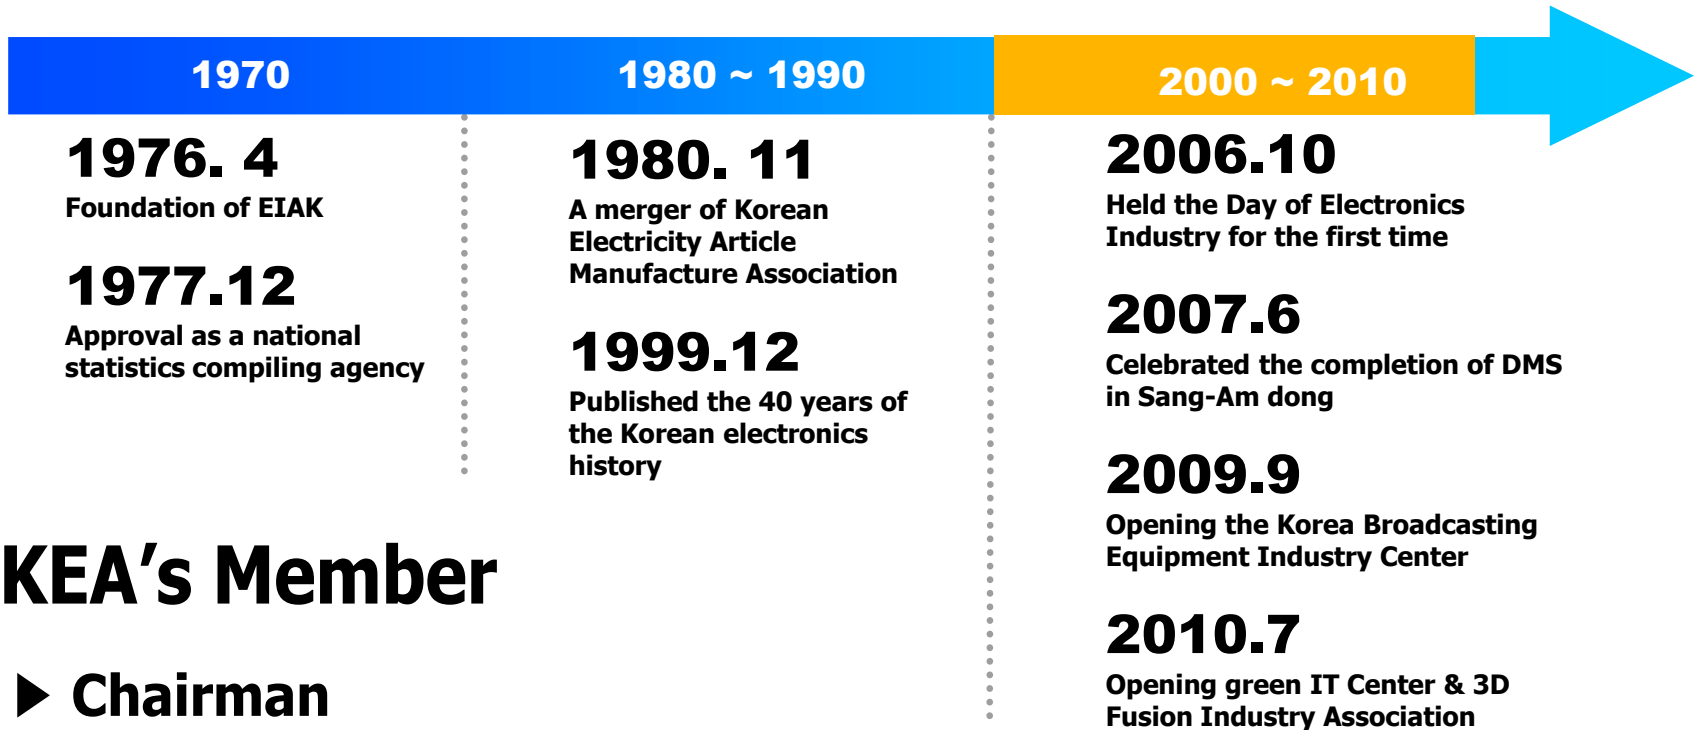 1970
1980 ~ 1990
2000 ~ 2010
1976. 4
Foundation of EIAK
1977.12
Approval as a national
statistics compiling agency
1980. 11
A merger of Korean
Electricity Article
Manufacture Association
1999.12
Published the 40 years of
the Korean electronics
history
2006.10
Held the Day of Electronics
Industry for the first time
2007.6
Celebrated the completion of DMS
in Sang-Am dong
2009.9
Opening the Korea Broadcasting
Equipment Industry Center
2010.7
Opening green IT Center & 3D
Fusion Industry Association
KEA’s Member
▶ Chairman